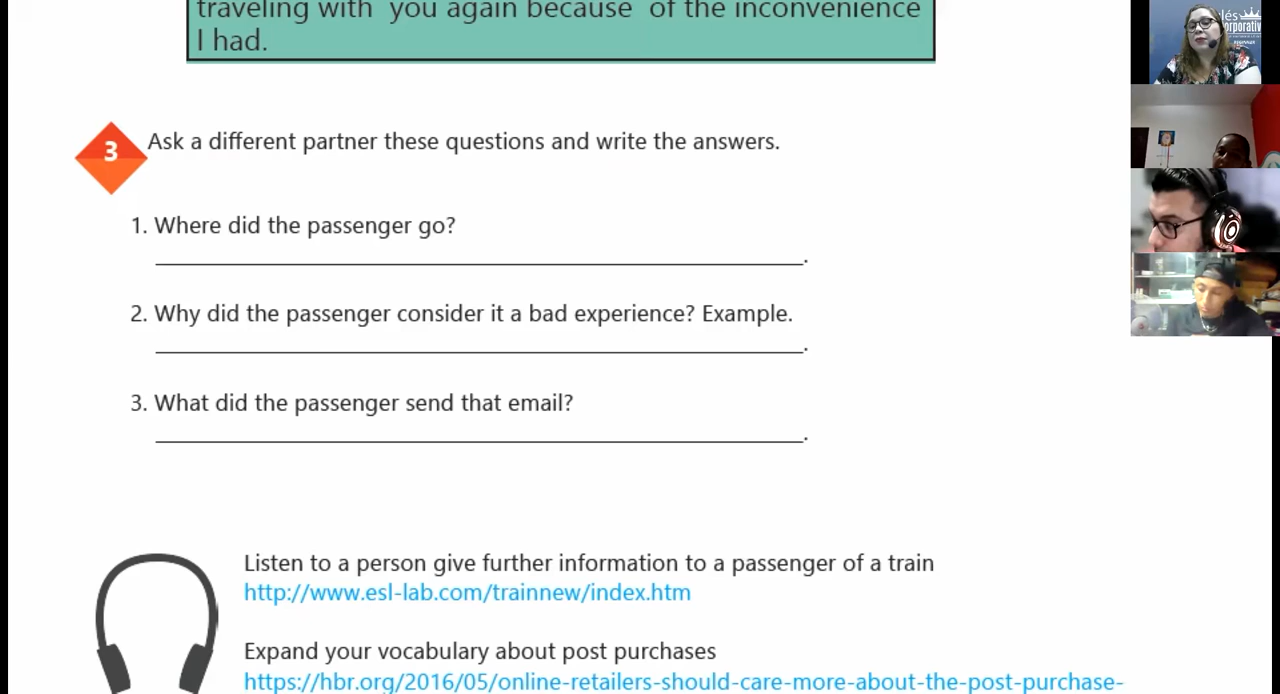 traveling with  you again because  of the inconvenience
I had.
3
Ask a different partner these questions and write the answers.
1. Where did the passenger go?
.
2. Why did the passenger consider it a bad experience? Example.
.
3. What did the passenger send that email?
.
Listen to a person give further information to a passenger of a train
http://www.esl-lab.com/trainnew/index.htm
Expand your vocabulary about post purchases
https://hbr.org/2016/05/online-retailers-should-care-more-about-the-post-purchase-